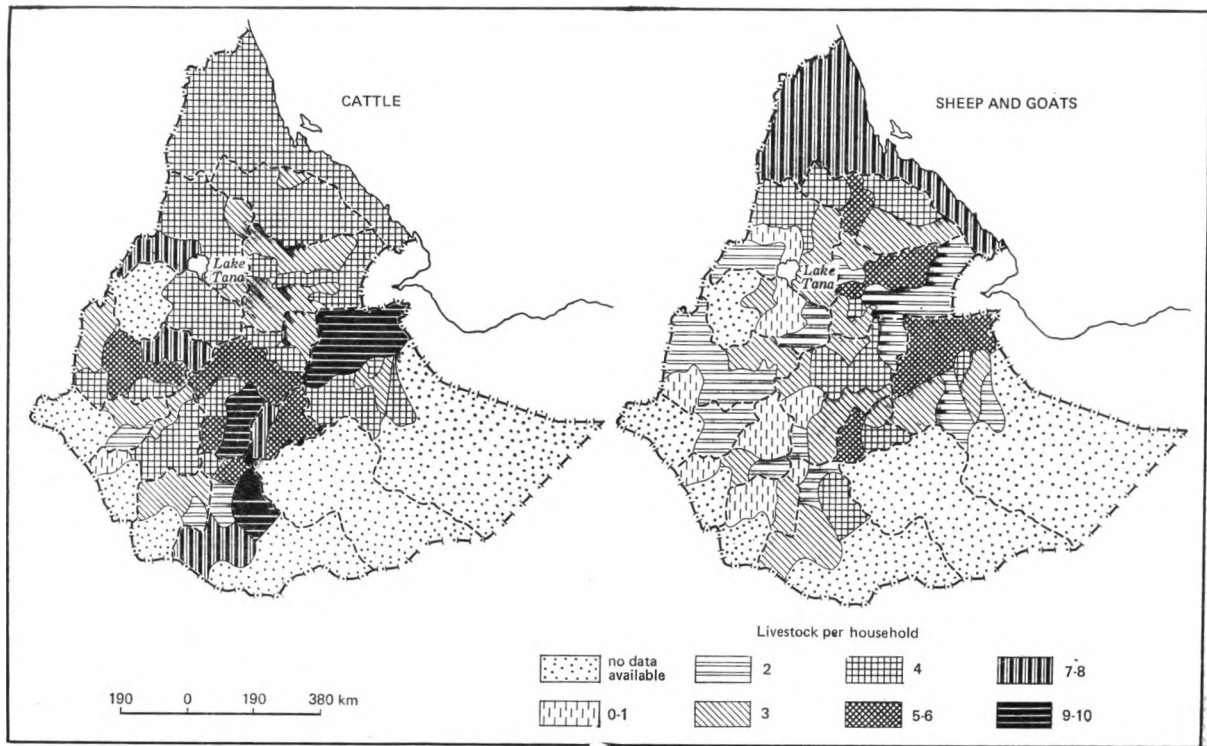 CATTLE
SHEEP AND GOATS
Lake
Tana
Lake
Tana
Livestock per household
no data
available
2
4
7-8
0-1
3
5-6
9-10
190 0 190 380 km